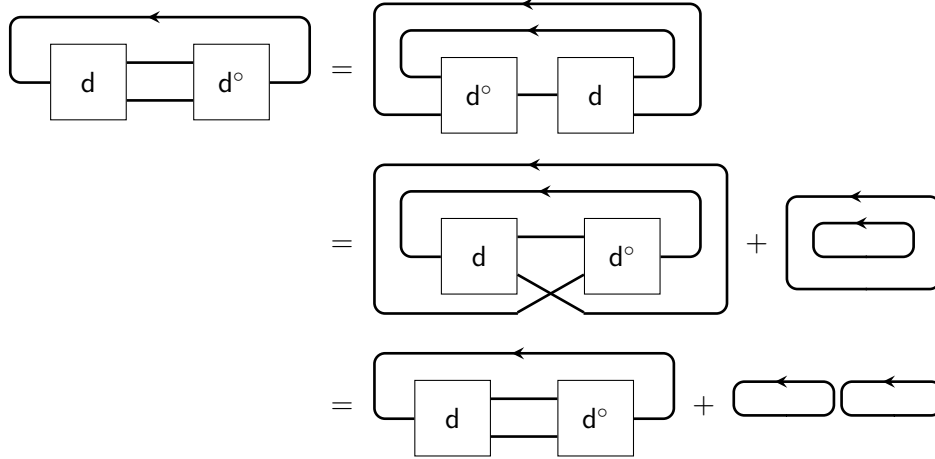 d d° = d° d
= d d° +
= d d° +